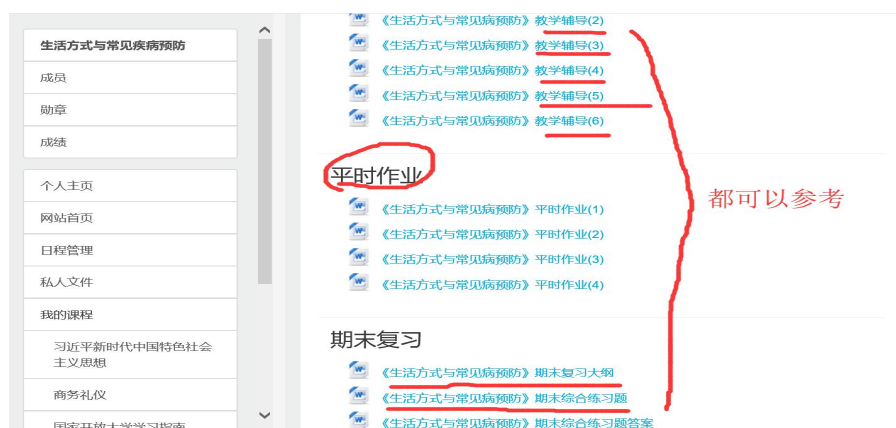 生活方式与常见疾病预防
成员
勋章
成绩
个人主页
网站首页
日程管理
私人文件
我的课程
习近平新时代中国特色社会
主义思想
商务礼仪
国家开放大学学习指南
《生活方式与常见病预防》教学辅导(2)
《生活方式与常见病预防》教学辅导(3)
《生活方式与常见病预防》教学辅导(4)
《生活方式与常见病预防》教学辅导(5)
《生活方式与常见病预防》教学辅导(6)
平时作业
《生活方式与常见病预防》平时作业(1)
《生活方式与常见病预防》平时作业(2)
《生活方式与常见病预防》平时作业(3)
《生活方式与常见病预防》平时作业(4)
期末复习
《生活方式与常见病预防》期末复习大纲
《生活方式与常见病预防》期末综合练习题
《生活方式与常见病预防》期末综合练习题答案
都可以参考